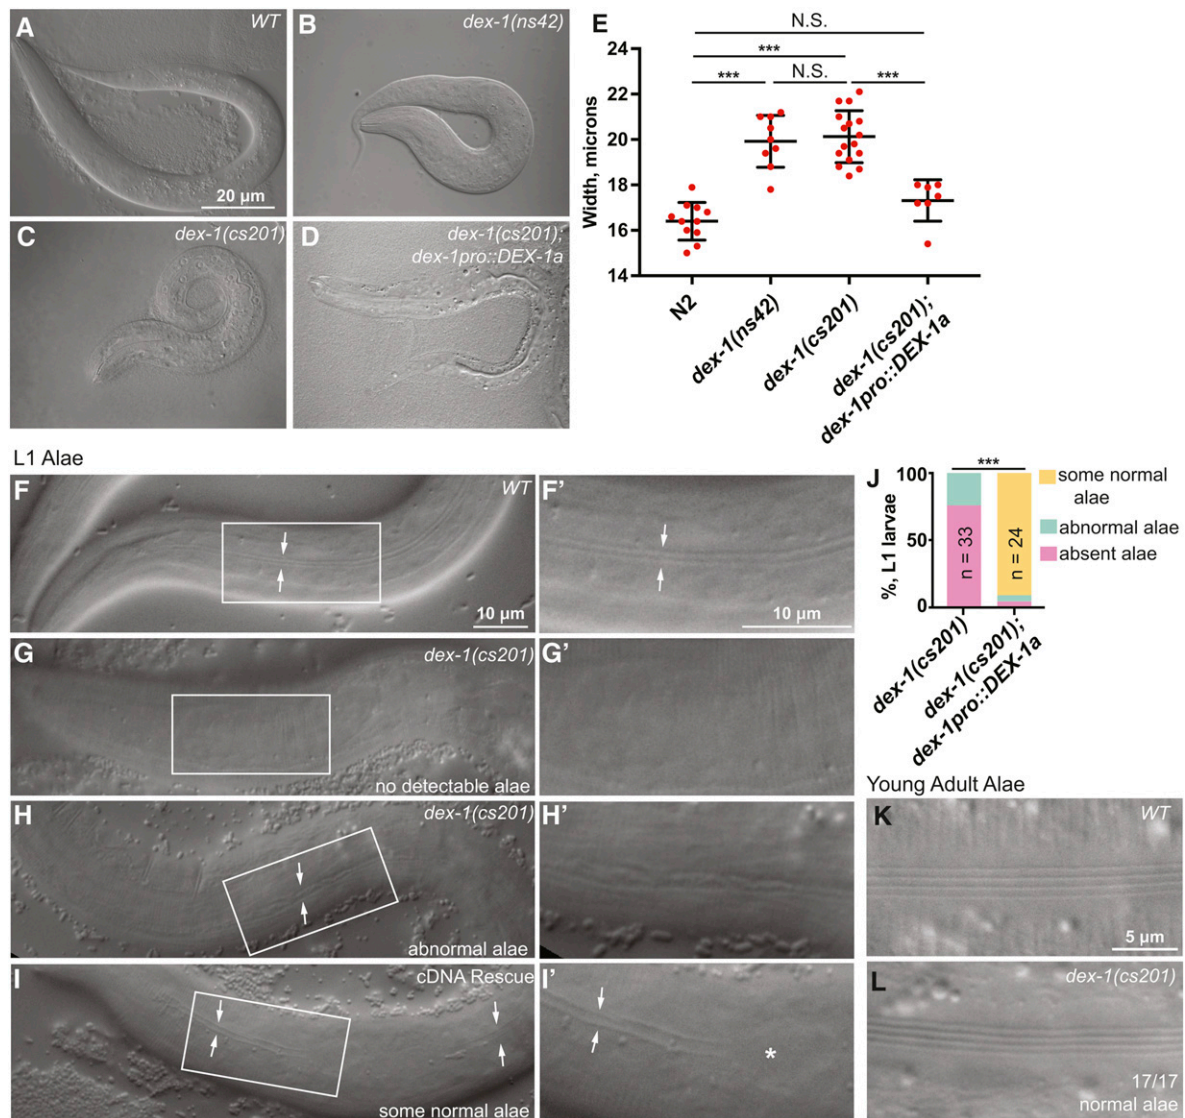 A
WT
20 µm
B
dex-1(ns42)
C
dex-1(cs201)
D
dex-1(cs201);
dex-1pro::DEX-1a
E
N.S.
***
***
N.S.
***
24
22
20
18
16
14
Width, microns
N2
dex-1(ns42)
dex-1(cs201)
dex-1(cs201);
dex-1pro::DEX-1a
L1 Alae
F
WT
10 µm
F'
10 µm
G
dex-1(cs201)
no detectable alae
G'
H
dex-1(cs201)
abnormal alae
H'
I
cDNA Rescue
some normal alae
I'
*
J
***
100
50
0
%, L1 larvae
n = 33
n = 24
some normal
alae
abnormal alae
absent alae
dex-1(cs201)
dex-1(cs201);
dex-1pro::DEX-1a
Young Adult Alae
K
WT
5 µm
L
dex-1(cs201)
17/17
normal alae